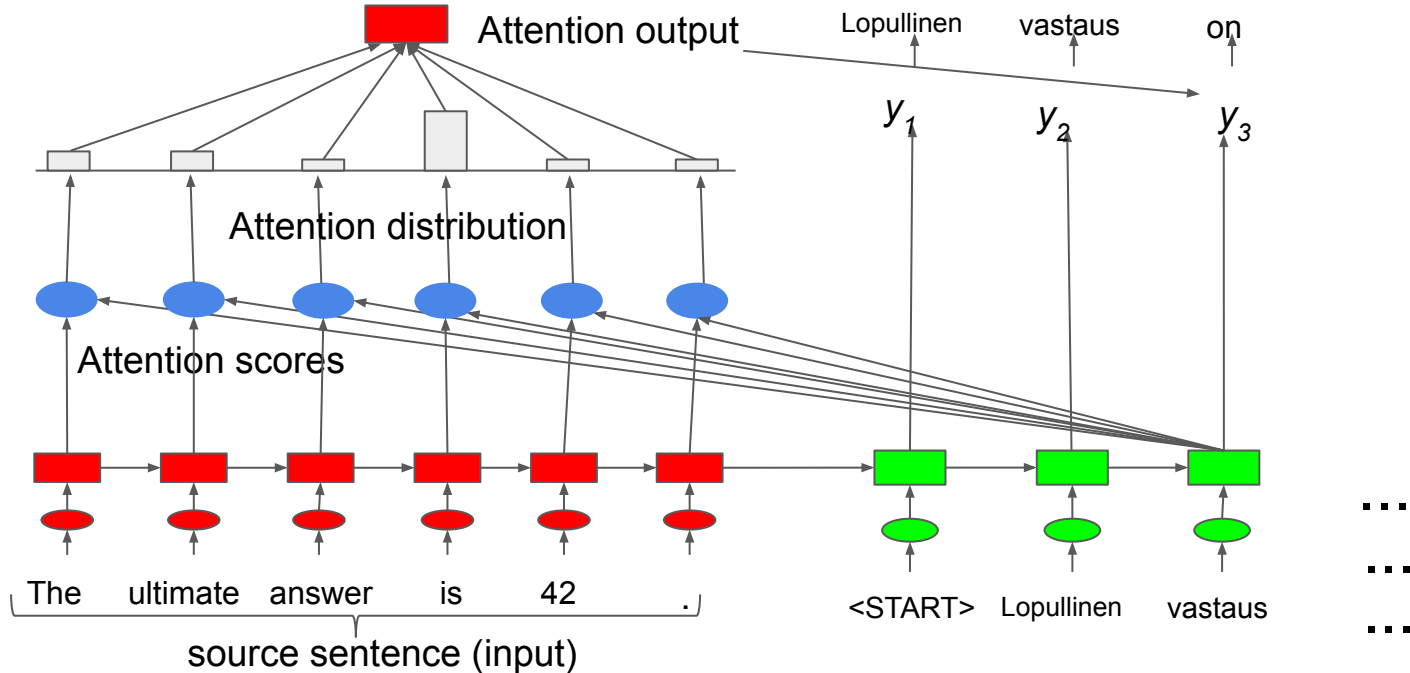 Attention output
Lopullinen vastaus on
y1 y2 y3
Attention distribution
Attention scores
The ultimate answer is 42 .
<START> Lopullinen vastaus
source sentence (input)
...
...
...